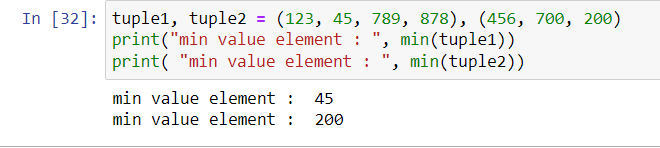 In [32]: tuple1, tuple2 = (123, 45, 789, 878), (456, 700, 200)
print("min value element : ", min(tuple1))
print( "min value element : ", min(tuple2))
min value element :  45
min value element :  200